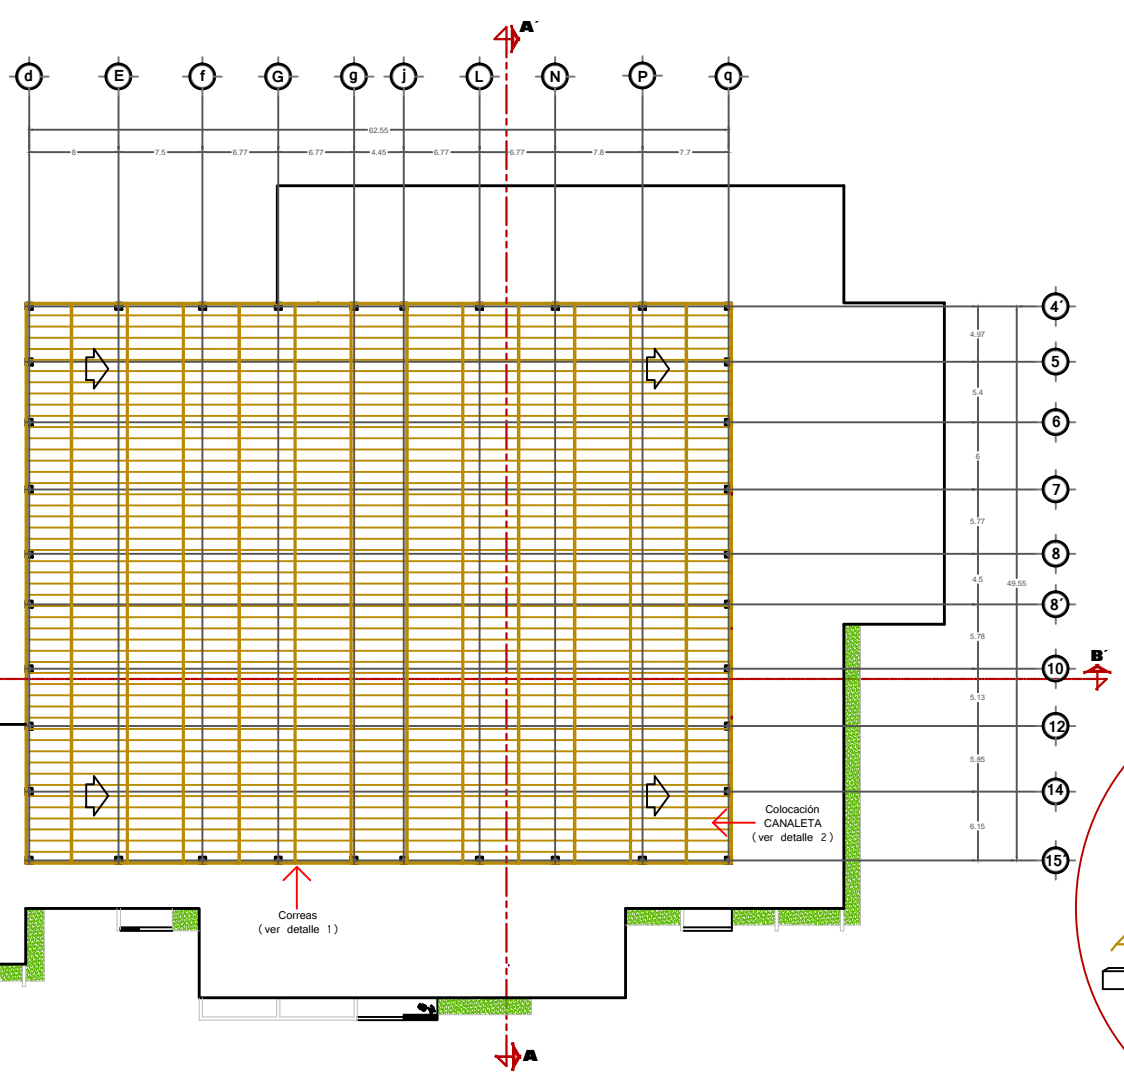 A´
d E f G g j L N P q
62.55
8 7.5 6.77 6.77 4.45 6.77 6.77 7.8 7.7
4´
4.97
5
5.4
6
6
7
5.77
8
4.5
49.55
8´
5.78
B´
10
5.13
12
5.85
14
Colocación
CANALETA
(ver detalle 2)
6.15
15´
Correas
(ver detalle 1)
A